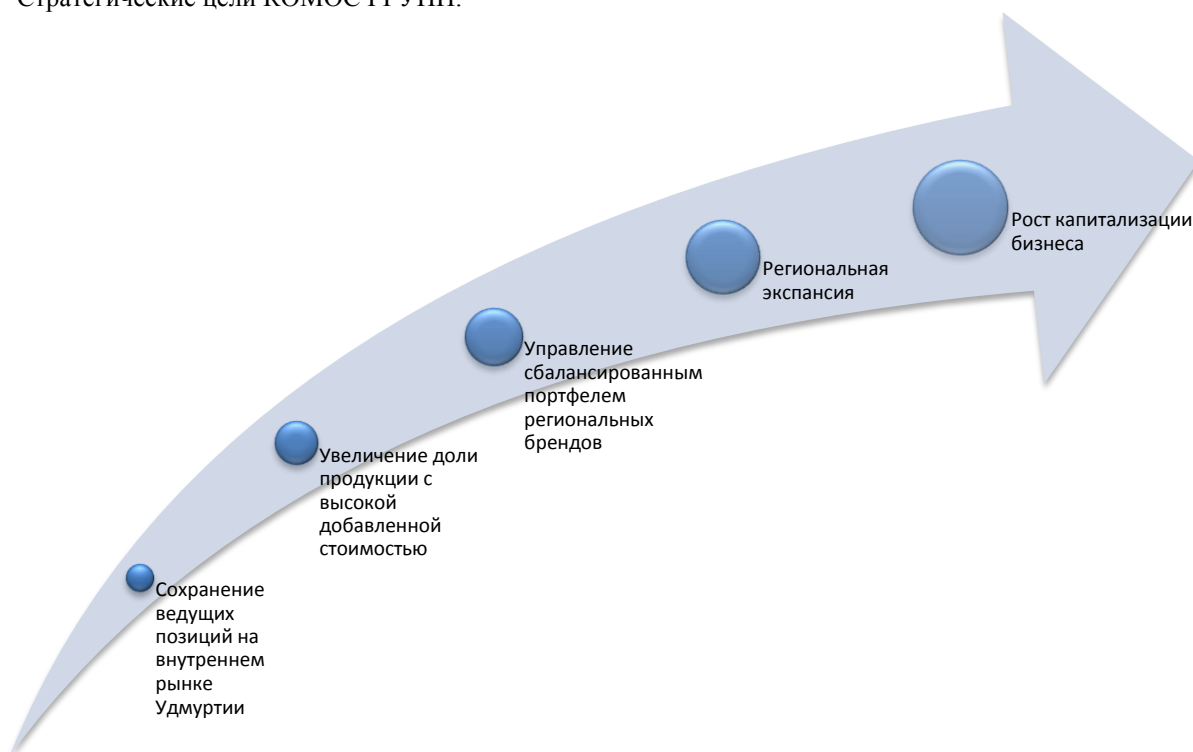 Стратегические цели КОМОС ГРУПП:
Рост капитализации
бизнеса
Региональная
экспансия
Управление
сбалансированным
портфелем
региональных
брендов
Увеличение доли
продукции с
высокой
добавленной
стоимостью
Сохранение
ведущих
позиций на
внутреннем
рынке
Удмуртии